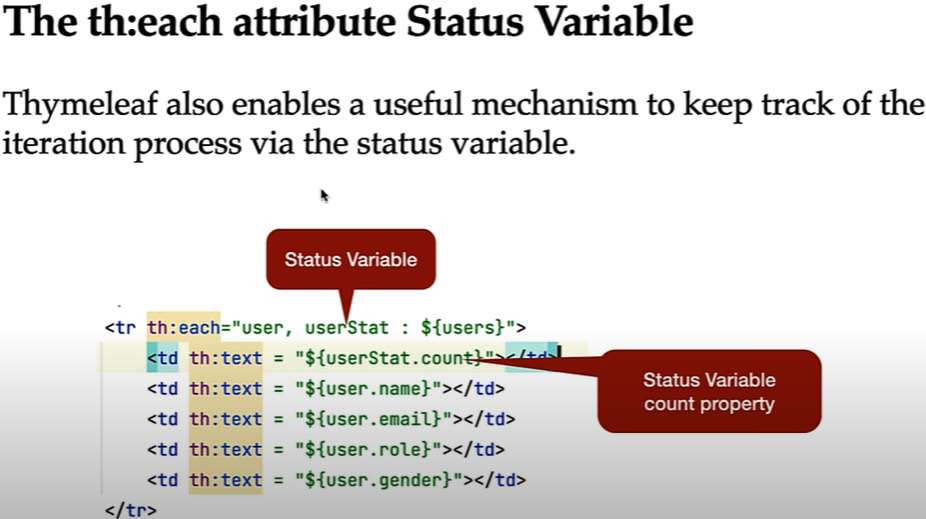 The th:each attribute Status Variable
Thymeleaf also enables a useful mechanism to keep track of the
iteration process via the status variable.
Status Variable
<tr th:each="user, userStat : ${users}">
<td th:text = "${userStat.count}"></td>
Status Variable
count property
<td th:text = "${user.name}"></td>
<td th:text = "${user.email}"></td>
<td th:text = "${user.role}"></td>
<td th:text = "${user.gender}"></td>
</tr>